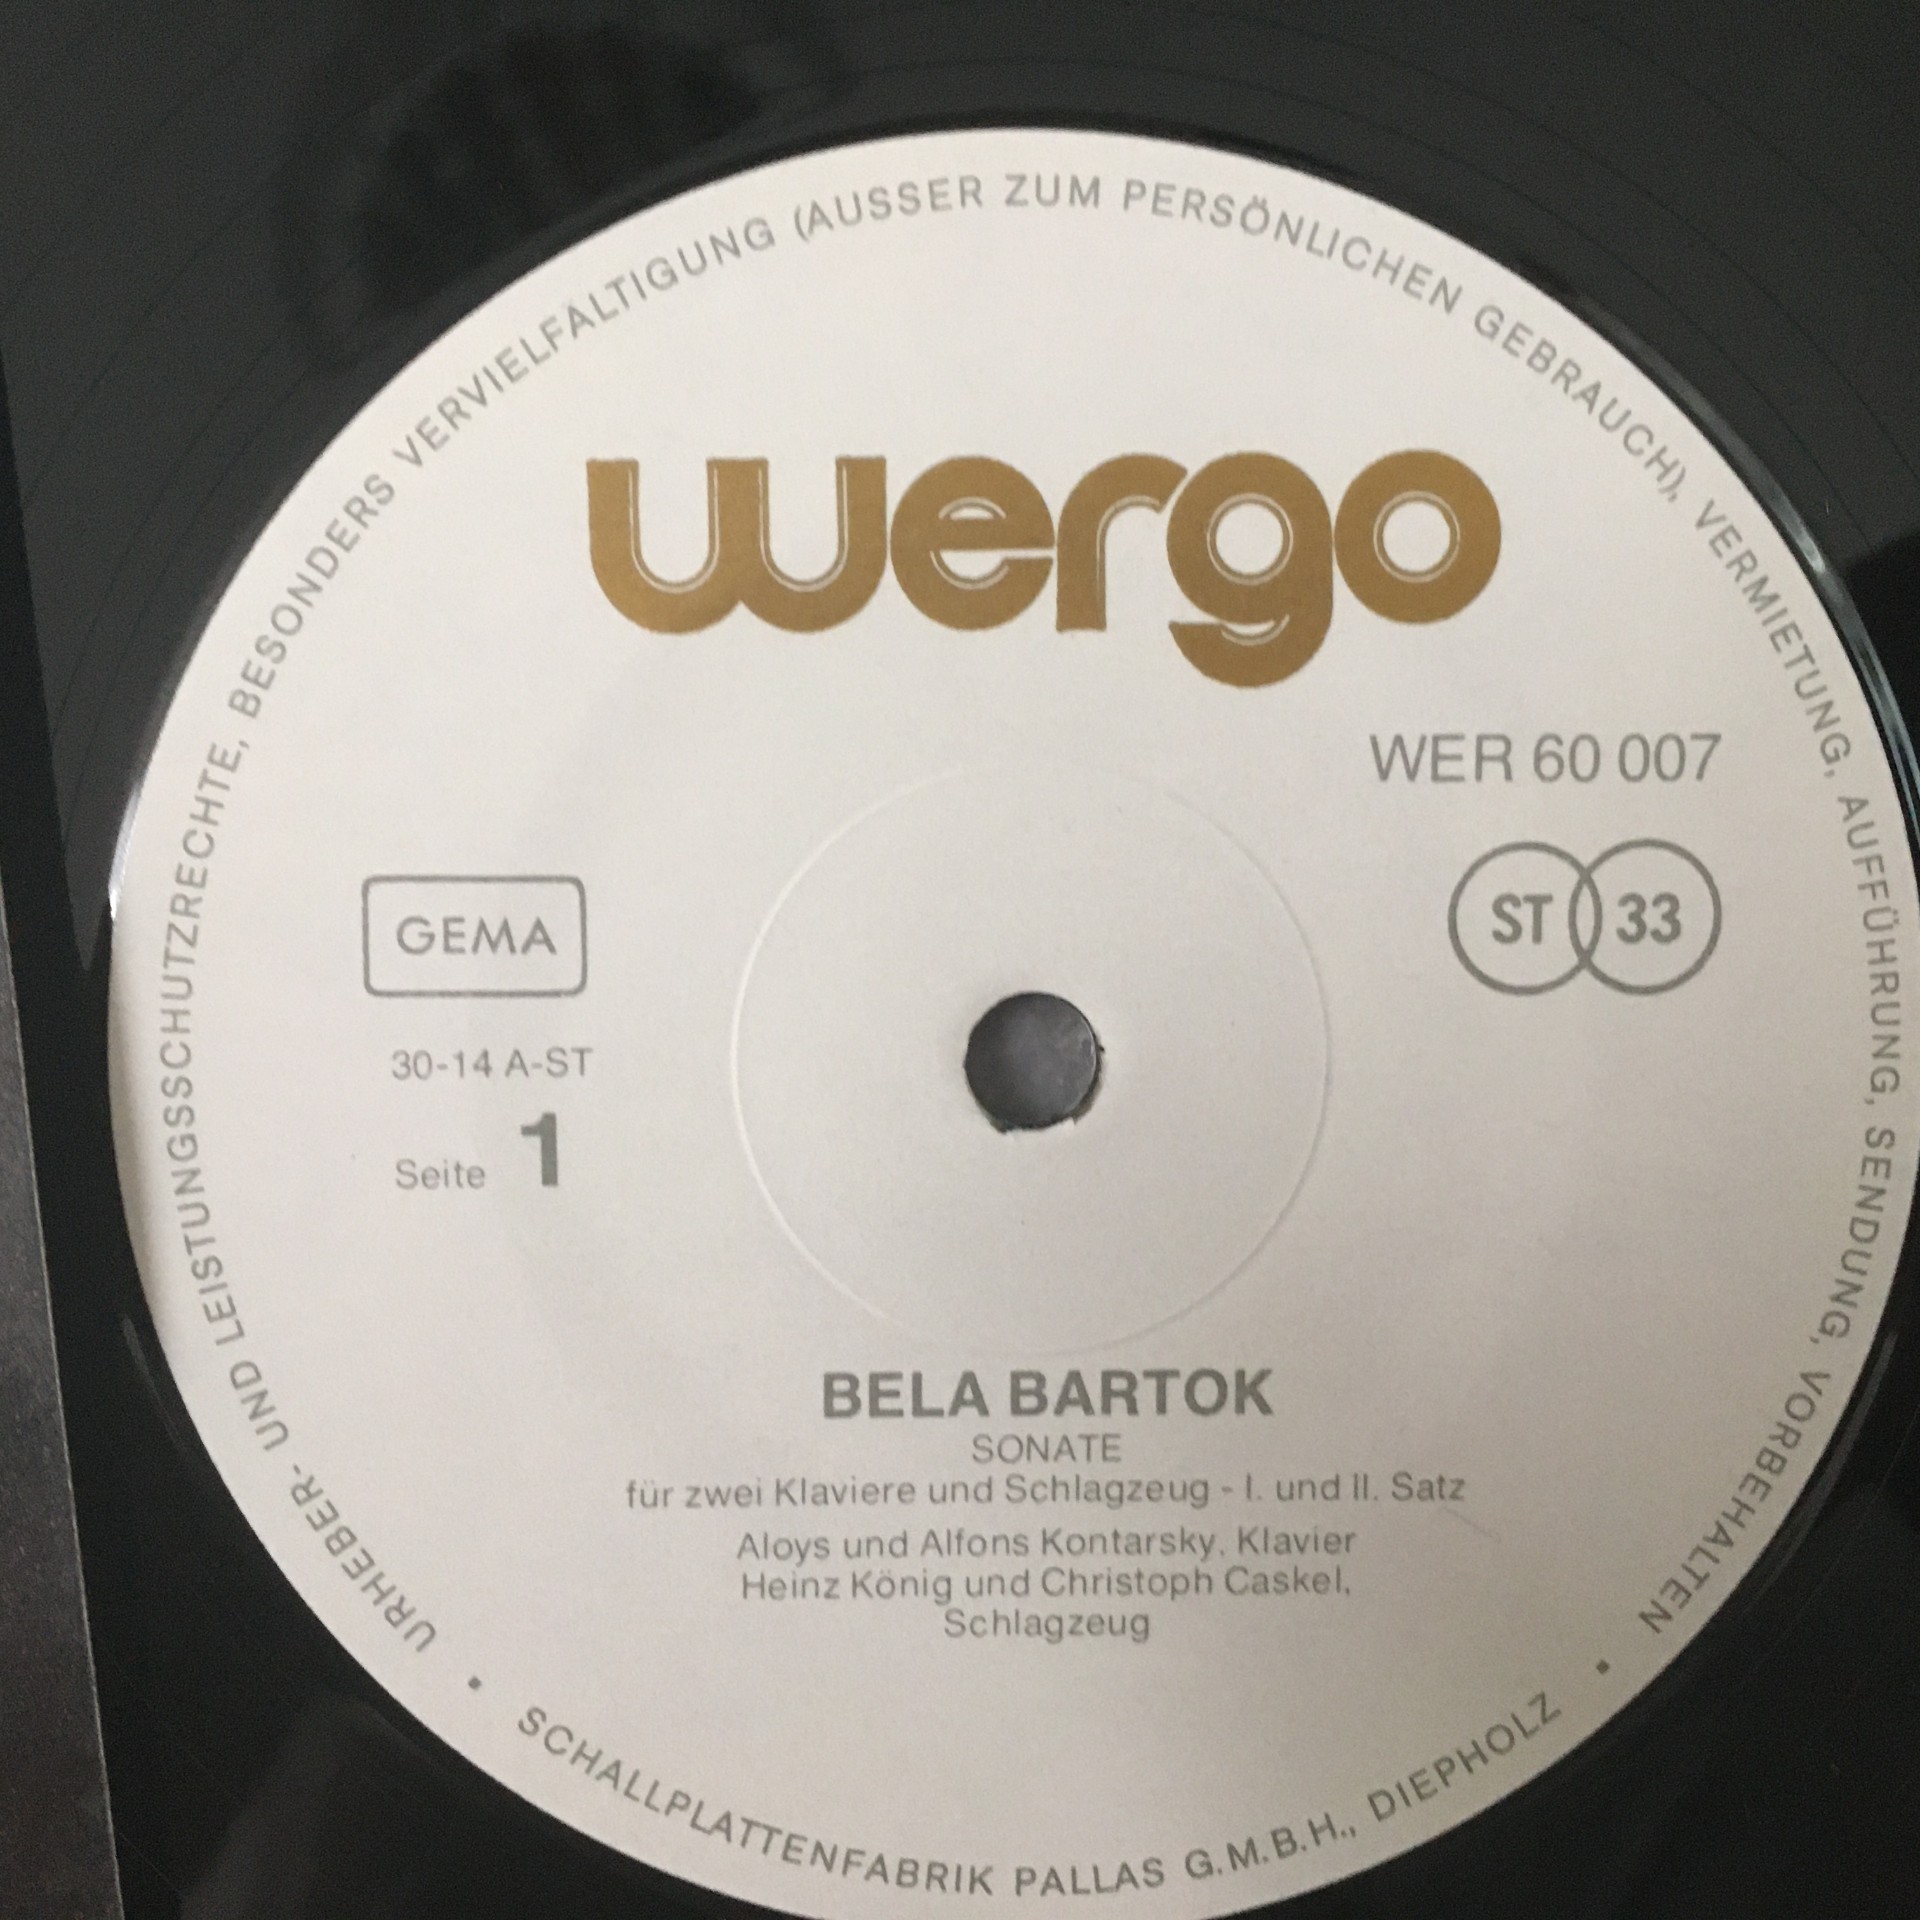 URHEBER- UND LEISTUNGSSCHUTZRECHTE, BESONDERS VERVIELFÄLTIGUNG (AUSSER ZUM PERSÖNLICHEN GEBRAUCH), VERMIETUNG, AUFFÜHRUNG, SENDUNG, VORBEHALTEN
wergo
WER 60 007
ST 33
GEMA
30-14 A-ST
Seite 1
BELA BARTOK
SONATE
für zwei Klaviere und Schlagzeug - I. und II. Satz
Aloys und Alfons Kontarsky, Klavier
Heinz König und Christoph Caskel,
Schlagzeug
• SCHALLPLATTENFABRIK PALLAS G.M.B.H., DIEPHOLZ •